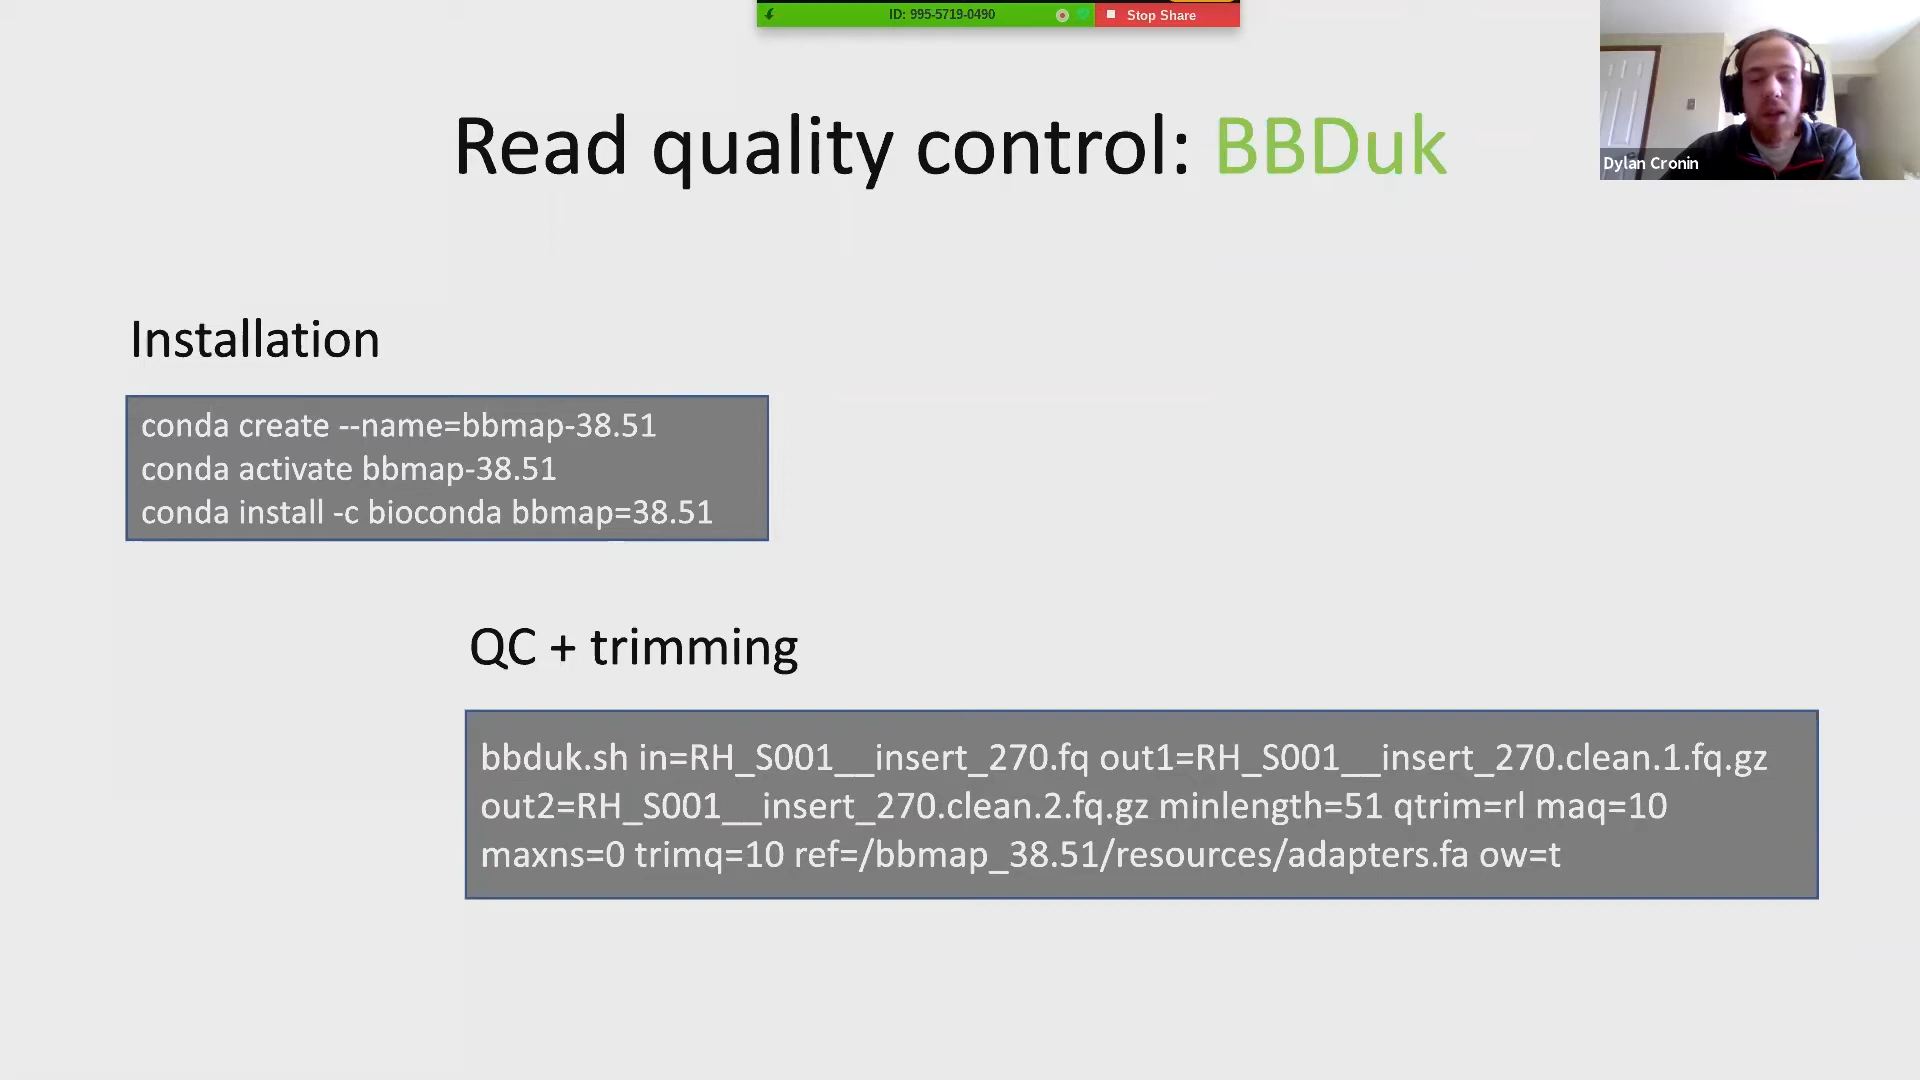 ID: 995-5719-0490
Stop Share
Read quality control: BBDuk
Dylan Cronin
Installation
conda create --name=bbmap-38.51
conda activate bbmap-38.51
conda install -c bioconda bbmap=38.51
QC + trimming
bbduk.sh in=RH_S001__insert_270.fq out1=RH_S001__insert_270.clean.1.fq.gz
out2=RH_S001__insert_270.clean.2.fq.gz minlength=51 qtrim=rl maq=10
maxns=0 trimq=10 ref=/bbmap_38.51/resources/adapters.fa ow=t